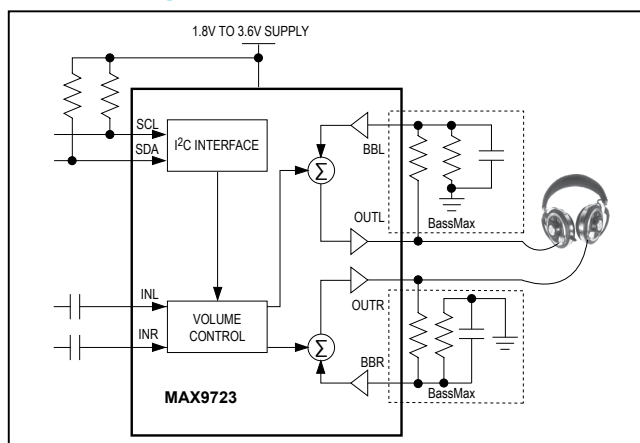 1.8V TO 3.6V SUPPLY
SCL
SDA
I²C INTERFACE
BBL
Σ
OUTL
BassMax
INL
INR
VOLUME
CONTROL
OUTR
Σ
BBR
BassMax
MAX9723